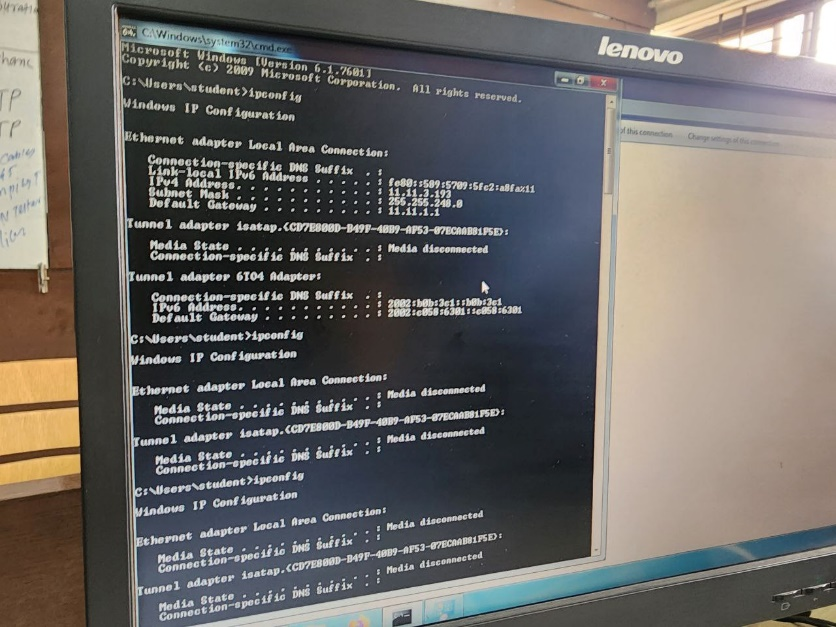 lenovo
C:\Windows\system32\cmd.exe
Microsoft Windows [Version 6.1.7601]
Copyright (c) 2009 Microsoft Corporation. All rights reserved.
C:\Users\student>ipconfig
Windows IP Configuration
Ethernet adapter Local Area Connection:
Connection-specific DNS Suffix . :
Link-local IPv6 Address . . . . . : fe80::509:5709:5fc2:a8fa%11
IPv4 Address. . . . . . . . . . . : 11.11.3.193
Subnet Mask . . . . . . . . . . . : 255.255.248.0
Default Gateway . . . . . . . . . : 11.11.1.1
Tunnel adapter isatap.{CD7E800D-B49F-40B9-AF53-07ECAAB81F5E}:
Media State . . . . . . . . . . . : Media disconnected
Connection-specific DNS Suffix . :
Tunnel adapter 6TO4 Adapter:
Connection-specific DNS Suffix . :
IPv6 Address. . . . . . . . . . . : 2002:b0b:3c1::b0b:3c1
Default Gateway . . . . . . . . . : 2002:c058:6301::c058:6301
C:\Users\student>ipconfig
Windows IP Configuration
Ethernet adapter Local Area Connection:
Media State . . . . . . . . . . . : Media disconnected
Connection-specific DNS Suffix . :
Tunnel adapter isatap.{CD7E800D-B49F-40B9-AF53-07ECAAB81F5E}:
Media State . . . . . . . . . . . : Media disconnected
Connection-specific DNS Suffix . :
C:\Users\student>ipconfig
Windows IP Configuration
Ethernet adapter Local Area Connection:
Media State . . . . . . . . . . . : Media disconnected
Connection-specific DNS Suffix . :
Tunnel adapter isatap.{CD7E800D-B49F-40B9-AF53-07ECAAB81F5E}:
Media State . . . . . . . . . . . : Media disconnected
Connection-specific DNS Suffix . :
of this connection Change settings of this connection
TP
TP